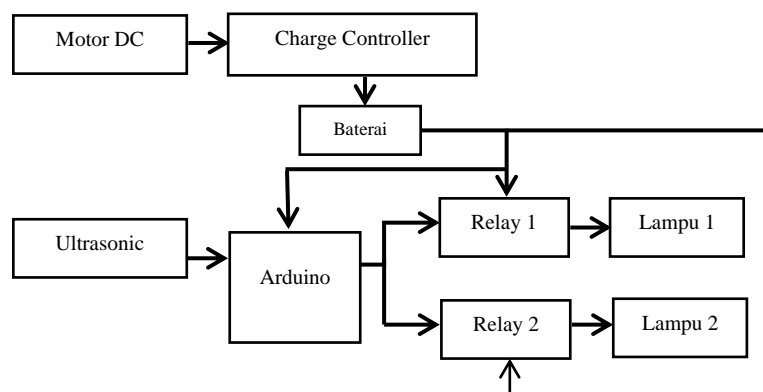 Motor DC
Charge Controller
Baterai
Ultrasonic
Arduino
Relay 1
Lampu 1
Relay 2
Lampu 2